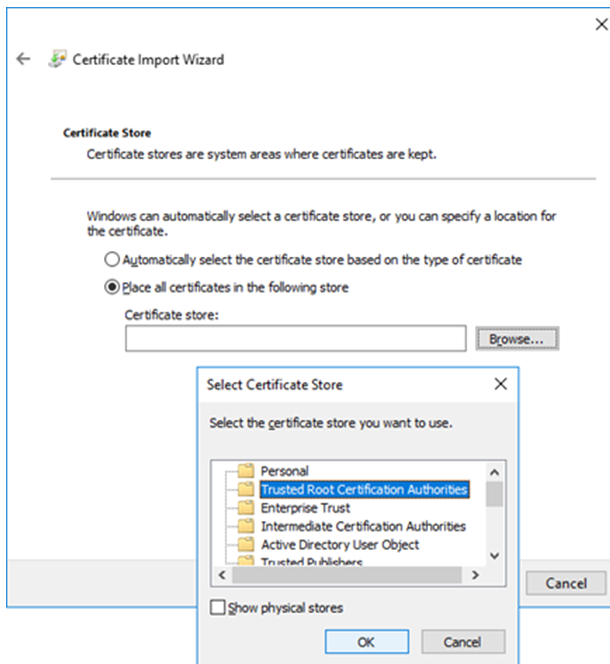 Certificate Import Wizard
Certificate Store
Certificate stores are system areas where certificates are kept.
Windows can automatically select a certificate store, or you can specify a location for
the certificate.
Automatically select the certificate store based on the type of certificate
Place all certificates in the following store
Certificate store:
Browse...
Select Certificate Store
Select the certificate store you want to use.
Personal
Trusted Root Certification Authorities
Enterprise Trust
Intermediate Certification Authorities
Active Directory User Object
Trusted Publishers
Show physical stores
OK
Cancel
Cancel